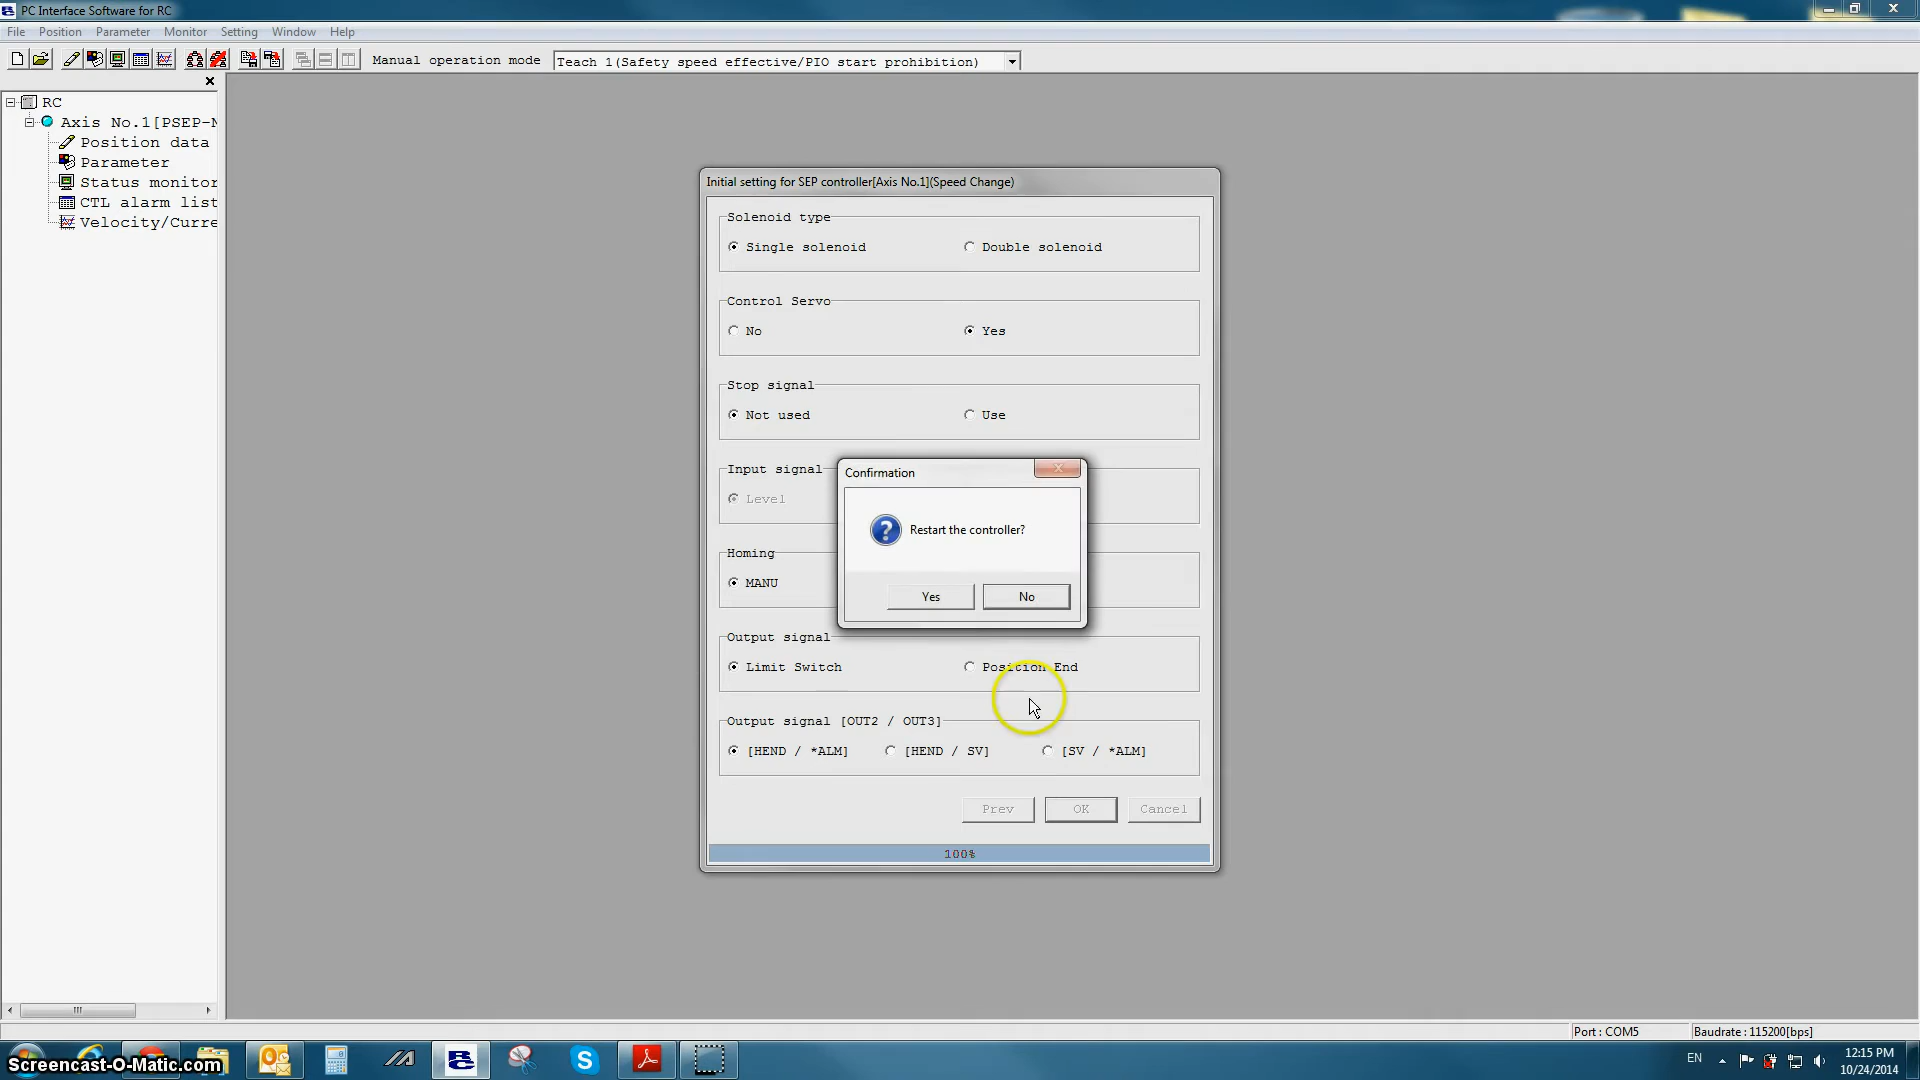 PC Interface Software for RC
File Position Parameter Monitor Setting Window Help
Manual operation mode Teach 1(Safety speed effective/PIO start prohibition)
RC
Axis No.1[PSEP-
Position data
Parameter
Status monitor
CTL alarm list
Velocity/Curre
Initial setting for SEP controller[Axis No.1](Speed Change)
Solenoid type
Single solenoid Double solenoid
Control Servo
No Yes
Stop signal
Not used Use
Input signal
Level
Confirmation
Restart the controller?
Yes No
Homing
MANU
Output signal
Limit Switch Position End
Output signal [OUT2 / OUT3]
[HEND / *ALM] [HEND / SV] [SV / *ALM]
Prev OK Cancel
100%
Port : COM5 Baudrate : 115200[bps]
Screencast-O-Matic.com
EN
12:15 PM
10/24/2014